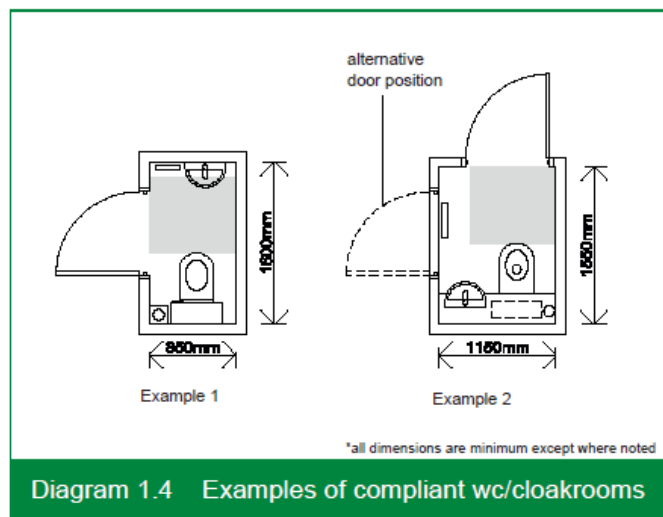 alternative
door position
1600mm
850mm
Example 1
1550mm
1150mm
Example 2
*all dimensions are minimum except where noted
Diagram 1.4 Examples of compliant wc/cloakrooms